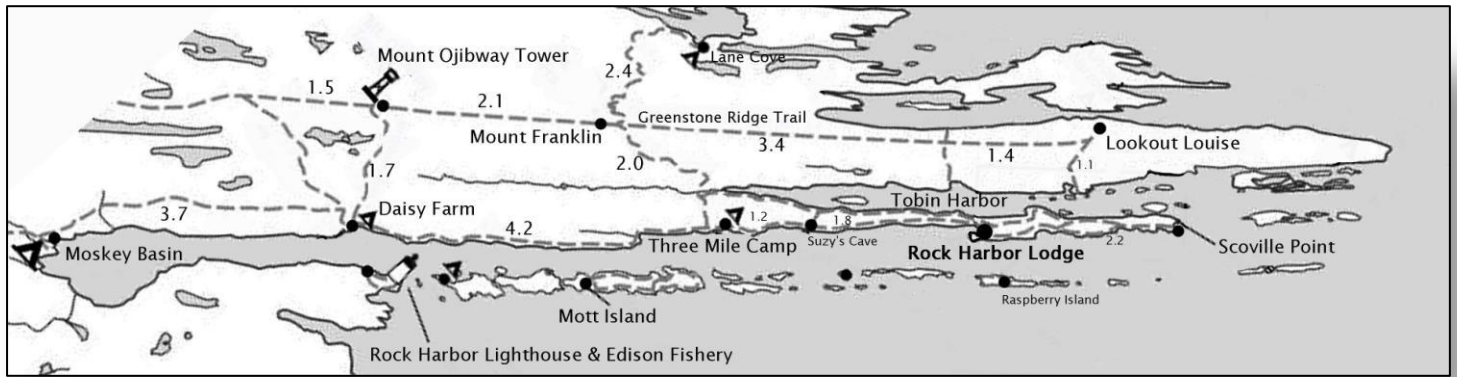 Mount Ojibway Tower
Lane Cove
2.4
1.5
2.1
Greenstone Ridge Trail
Mount Franklin
3.4
1.4
Lookout Louise
1.7
2.0
1.1
Tobin Harbor
3.7
Daisy Farm
4.2
1.2
1.8
2.2
Moskey Basin
Three Mile Camp
Suzy's Cave
Rock Harbor Lodge
Scoville Point
Raspberry Island
Mott Island
Rock Harbor Lighthouse & Edison Fishery